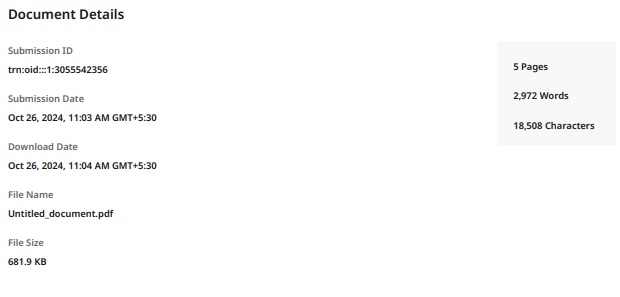 Document Details
Submission ID
trn:oid:::1:3055542356
Submission Date
Oct 26, 2024, 11:03 AM GMT+5:30
Download Date
Oct 26, 2024, 11:04 AM GMT+5:30
File Name
Untitled_document.pdf
File Size
681.9 KB
5 Pages
2,972 Words
18,508 Characters